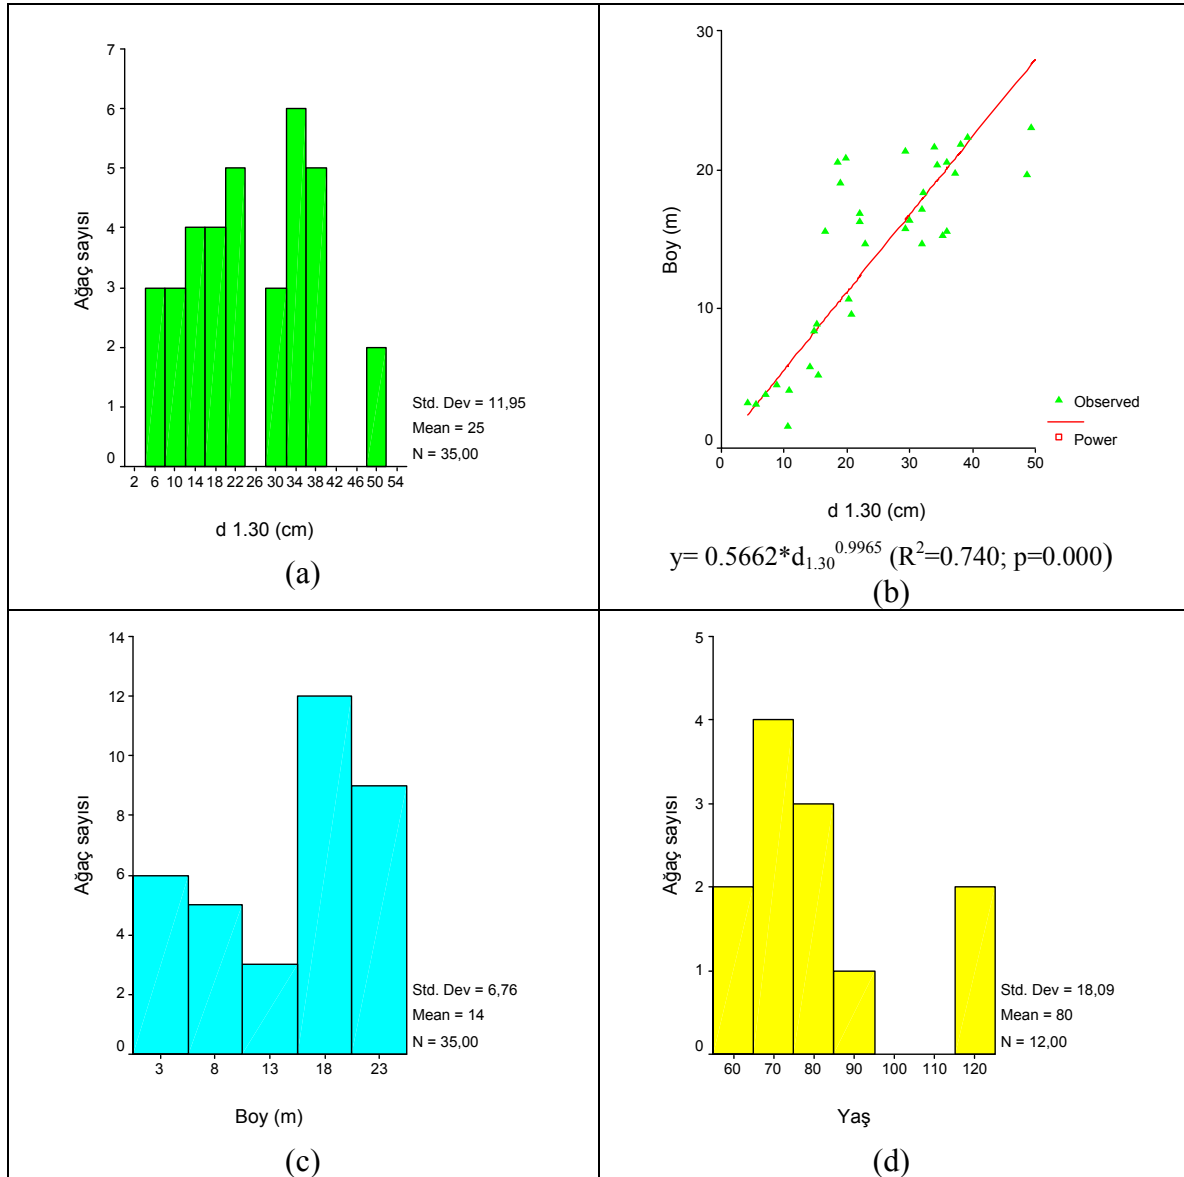 7
6
5
4
3
2
1
0
Ağaç sayısı
2 6 10 14 18 22 26 30 34 38 42 46 50 54
d 1.30 (cm)
Std. Dev = 11,95
Mean = 25
N = 35,00
(a)
30
20
10
0
Boy (m)
0 10 20 30 40 50
d 1.30 (cm)
Observed
Power
y= 0.5662*d1.30^0.9965 (R²=0.740; p=0.000)
(b)
14
12
10
8
6
4
2
0
Ağaç sayısı
3 8 13 18 23
Boy (m)
Std. Dev = 6,76
Mean = 14
N = 35,00
(c)
5
4
3
2
1
0
Ağaç sayısı
60 70 80 90 100 110 120
Yaş
Std. Dev = 18,09
Mean = 80
N = 12,00
(d)